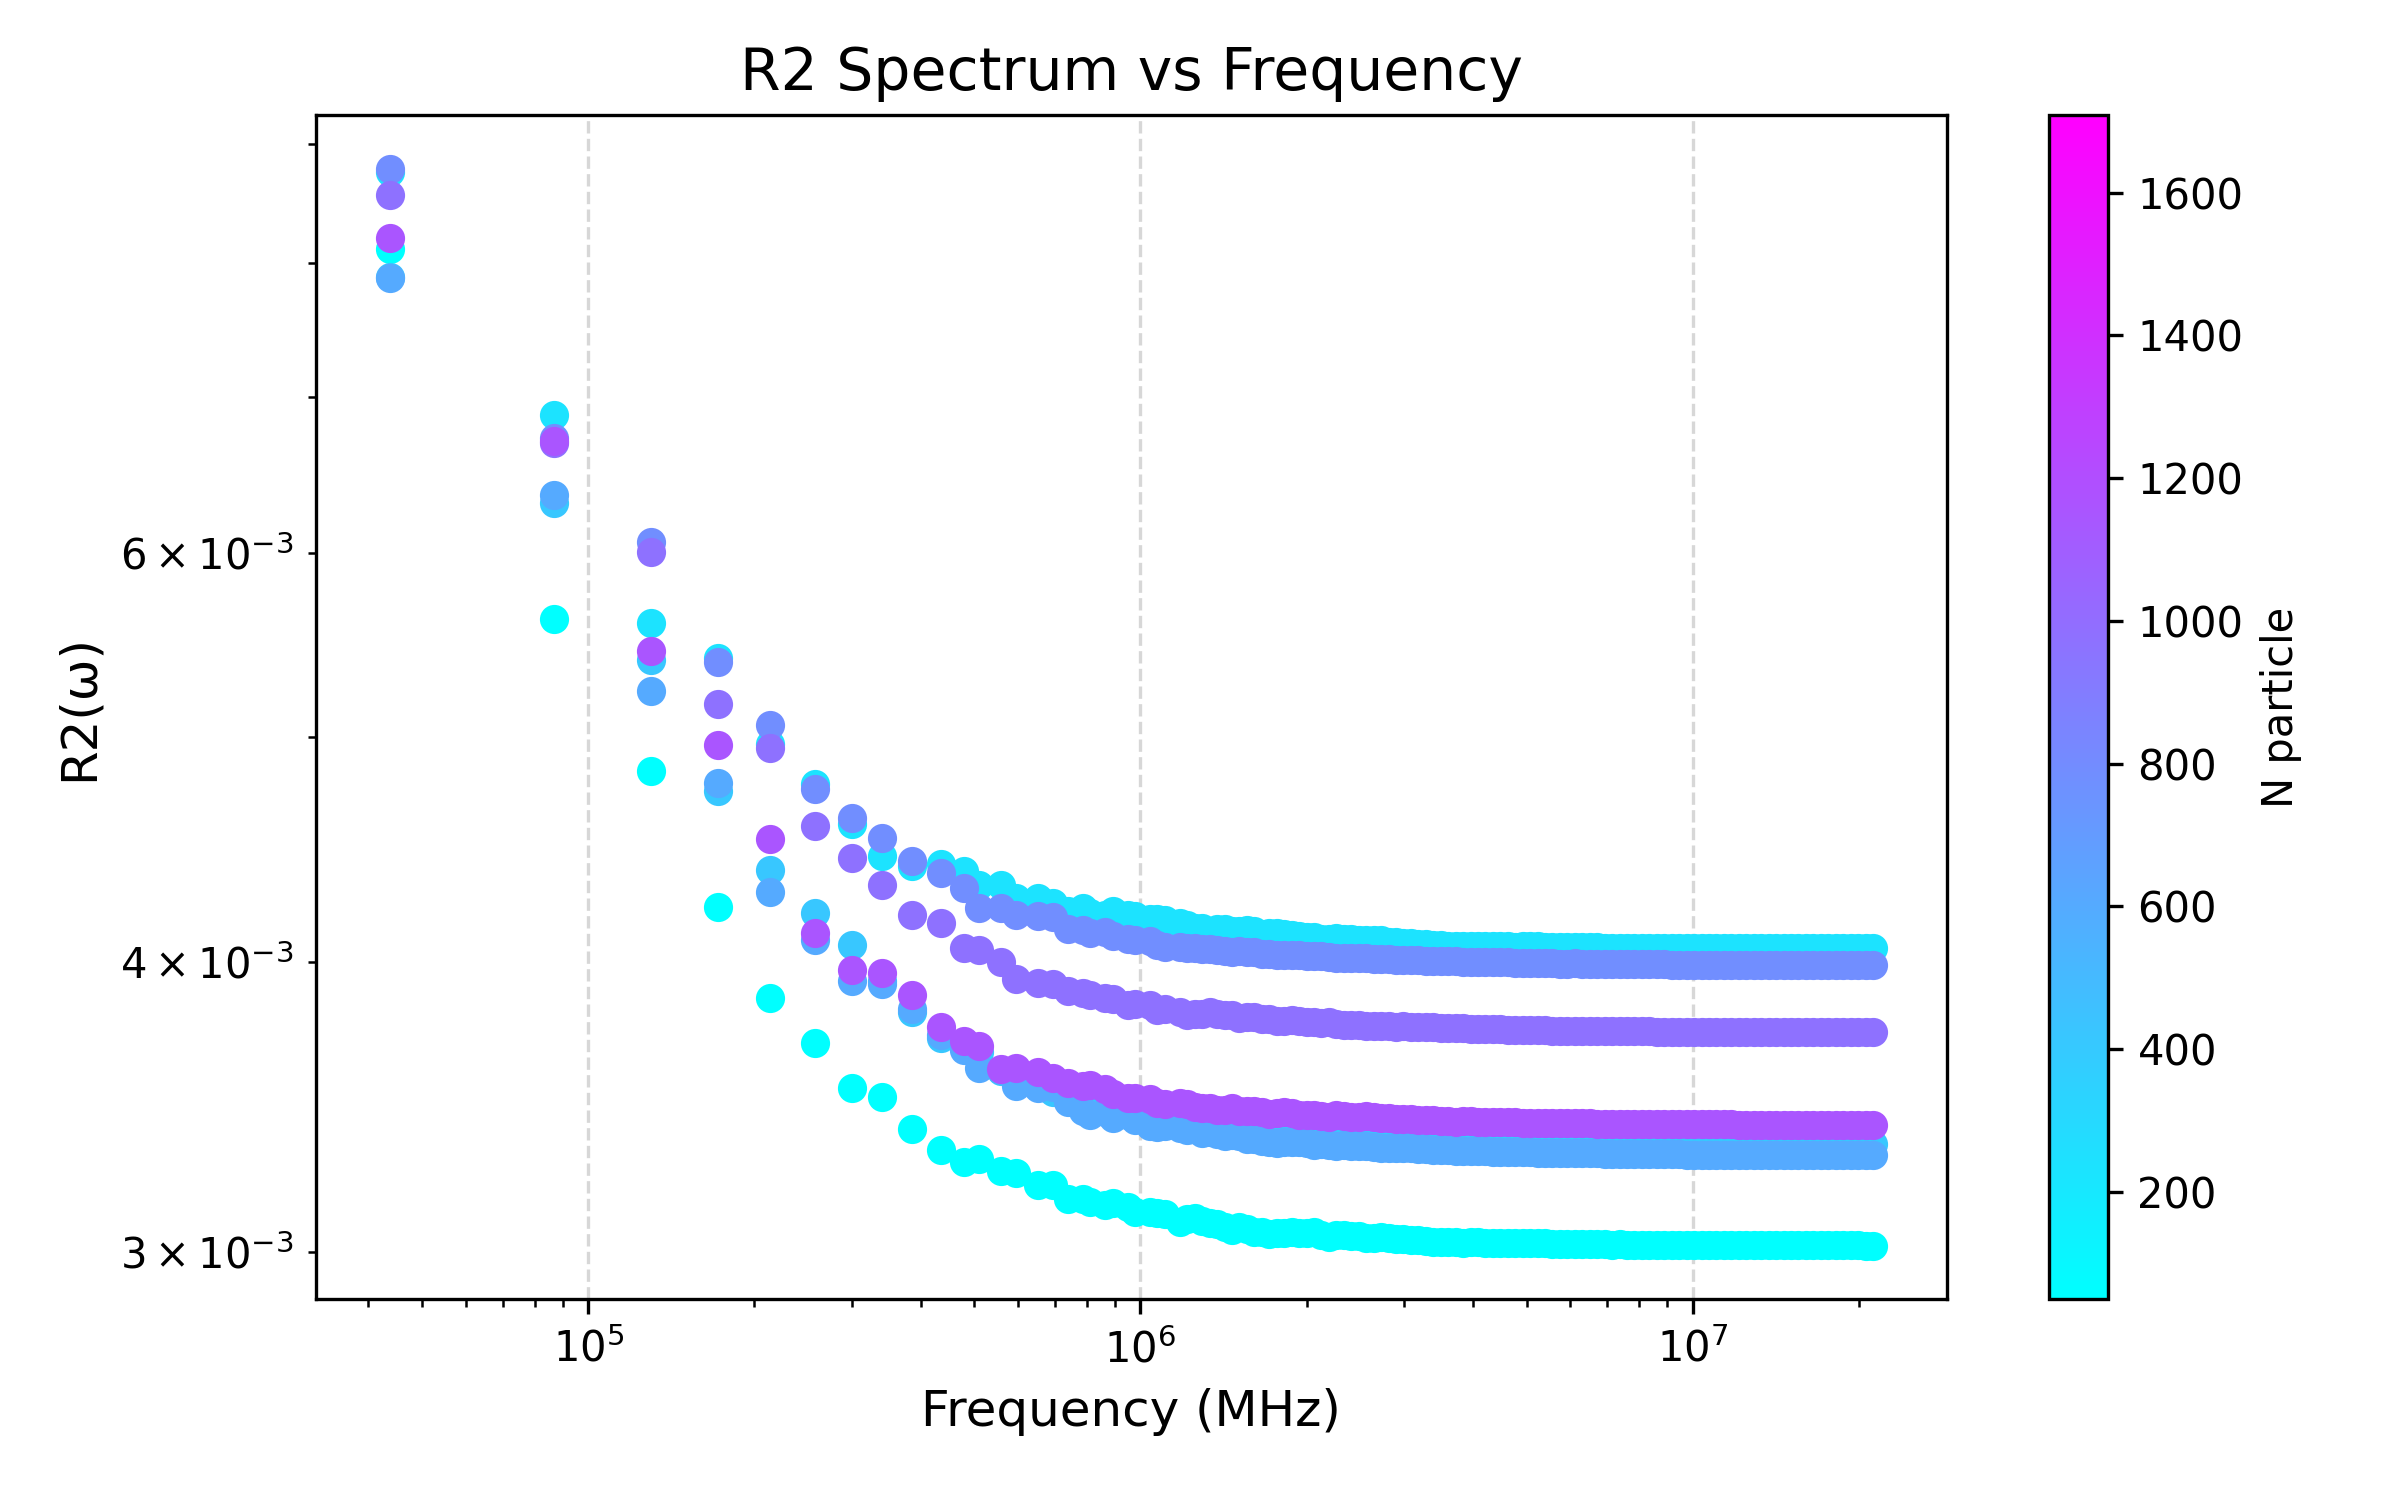 R2 Spectrum vs Frequency
R2(ω)
6 × 10⁻³
4 × 10⁻³
3 × 10⁻³
10⁵
10⁶
10⁷
Frequency (MHz)
1600
1400
1200
1000
800
600
400
200
N particle